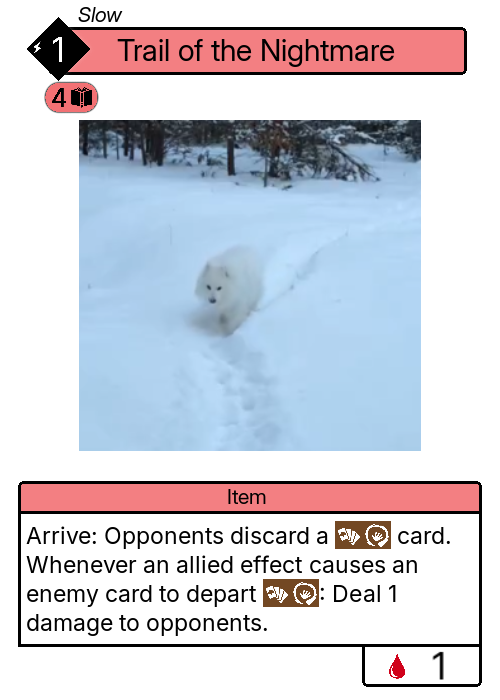 Slow
1
Trail of the Nightmare
4
Item
Arrive: Opponents discard a card.
Whenever an allied effect causes an
enemy card to depart : Deal 1
damage to opponents.
1